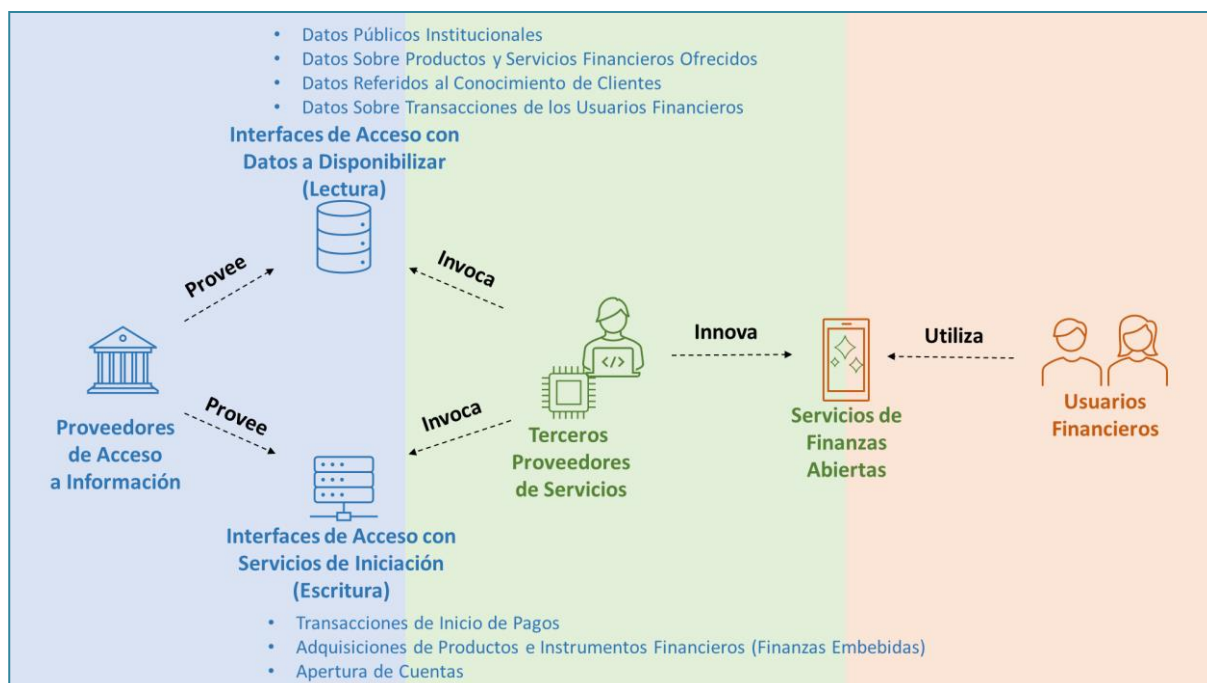 • Datos Públicos Institucionales
• Datos Sobre Productos y Servicios Financieros Ofrecidos
• Datos Referidos al Conocimiento de Clientes
• Datos Sobre Transacciones de los Usuarios Financieros
Interfaces de Acceso con
Datos a Disponibilizar
(Lectura)
Provee
Invoca
</>
Innova
Utiliza
Proveedores
de Acceso
a Información
Provee
Invoca
Terceros
Proveedores
de Servicios
Servicios de
Finanzas
Abiertas
Usuarios
Financieros
Interfaces de Acceso con
Servicios de Iniciación
(Escritura)
• Transacciones de Inicio de Pagos
• Adquisiciones de Productos e Instrumentos Financieros (Finanzas Embebidas)
• Apertura de Cuentas